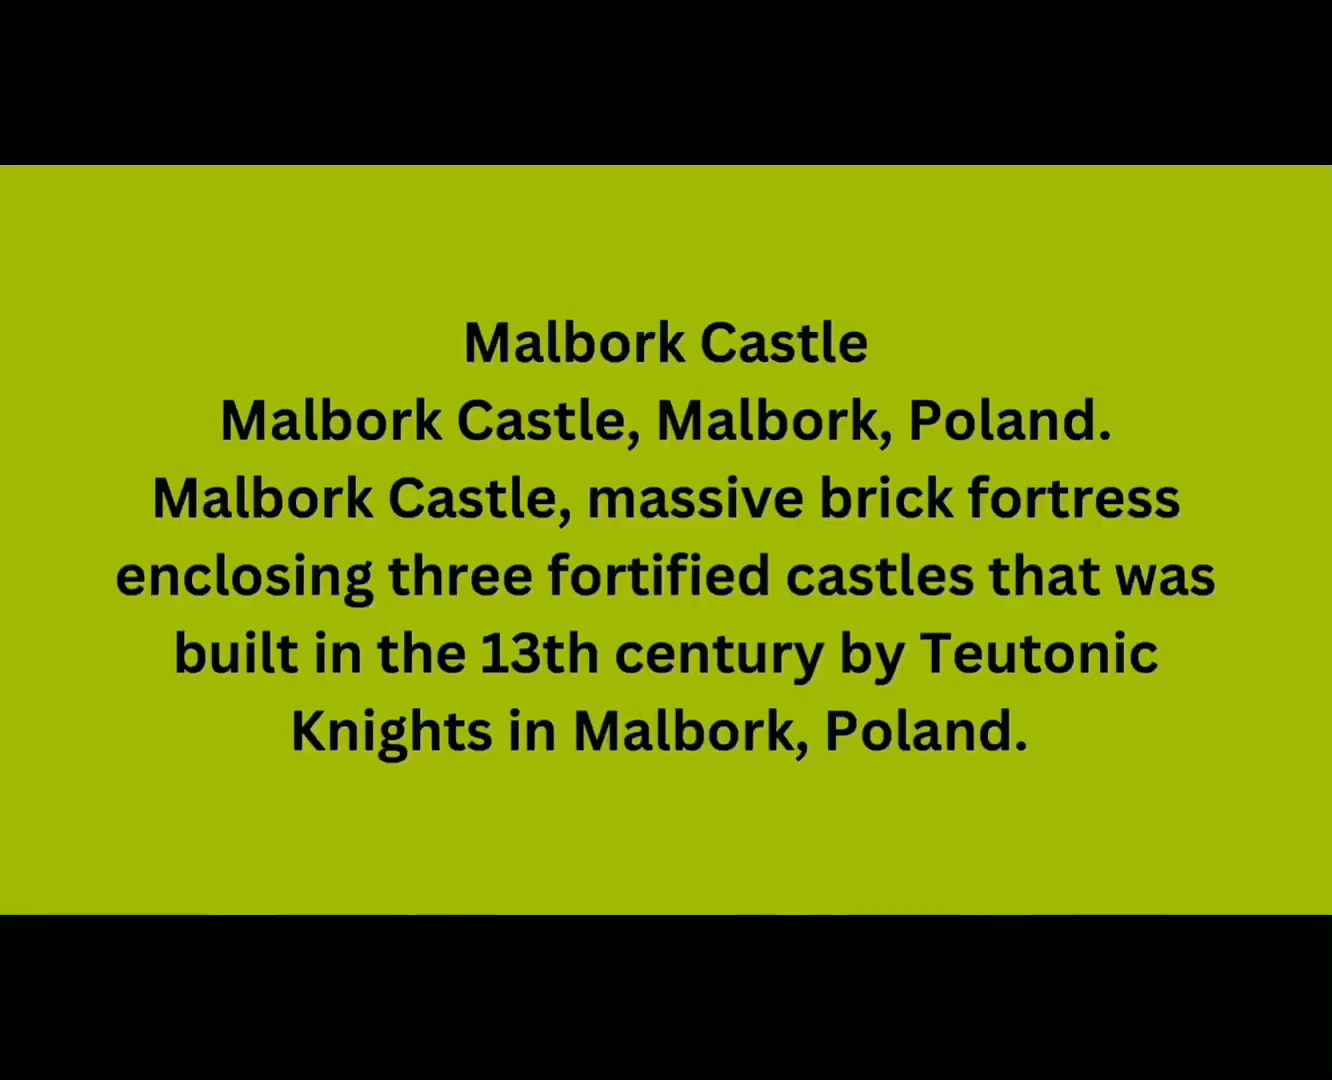 Malbork Castle
Malbork Castle, Malbork, Poland.
Malbork Castle, massive brick fortress
enclosing three fortified castles that was
built in the 13th century by Teutonic
Knights in Malbork, Poland.